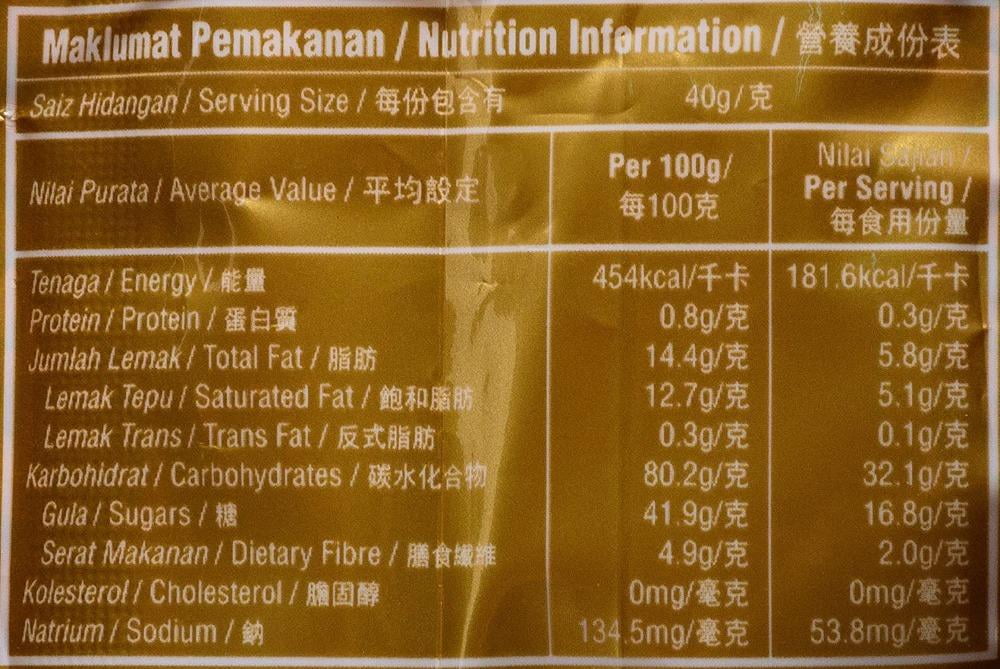 Maklumat Pemakanan / Nutrition Information / 營養成份表
Saiz Hidangan / Serving Size / 每份包含有 40g/克
Nilai Purata / Average Value / 平均設定
Per 100g/
每100克
Nilai Sajian /
Per Serving /
每食用份量
Tenaga / Energy / 能量 454kcal/千卡 181.6kcal/千卡
Protein / Protein / 蛋白質 0.8g/克 0.3g/克
Jumlah Lemak / Total Fat / 脂肪 14.4g/克 5.8g/克
Lemak Tepu / Saturated Fat / 飽和脂肪 12.7g/克 5.1g/克
Lemak Trans / Trans Fat / 反式脂肪 0.3g/克 0.1g/克
Karbohidrat / Carbohydrates / 碳水化合物 80.2g/克 32.1g/克
Gula / Sugars / 糖 41.9g/克 16.8g/克
Serat Makanan / Dietary Fibre / 膳食纖維 4.9g/克 2.0g/克
Kolesterol / Cholesterol / 膽固醇 0mg/毫克 0mg/毫克
Natrium / Sodium / 鈉 134.5mg/毫克 53.8mg/毫克